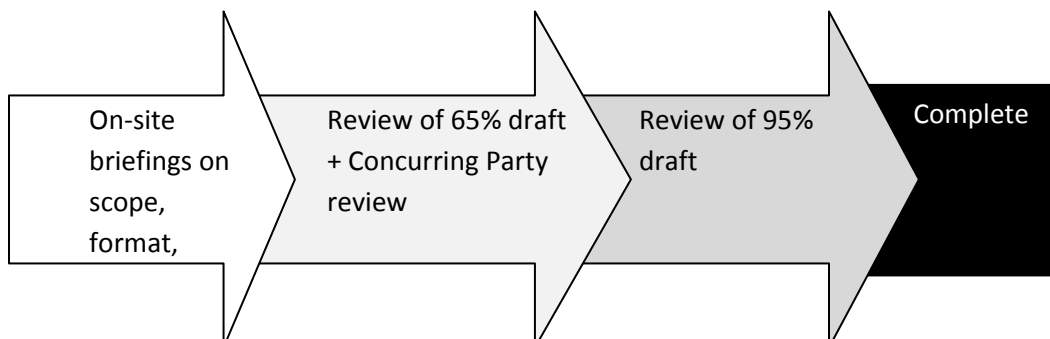 On-site
briefings on
scope,
format,
Review of 65% draft
+ Concurring Party
review
Review of 95%
draft
Complete